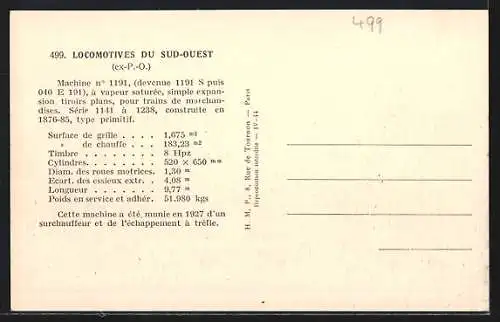 499
499. LOCOMOTIVES DU SUD-OUEST
(ex-P.-O.)
Machine n° 1191, (devenue 1191 S puis
040 E 191), à vapeur saturée, simple expan-
sion, tiroirs plans, pour trains de marchan-
dises. Série 1141 à 1238, construite en
1876-85, type primitif.
Surface de grille . . . . 1,675 m2
» de chauffe . . . 183,23 m2
Timbre . . . . . . . . 8 Hpz
Cylindres. . . . . . . . 520 × 650 mm
Diam. des roues motrices. 1,30 m
Ecart. des essieux extr. . 4,08 m
Longueur . . . . . . . 9,77 m
Poids en service et adhér. 51.980 kgs
Cette machine a été munie en 1927 d'un
surchauffeur et de l'échappement à trèfle.
H. M. P., 8, Rue de Tournon — Paris
Reproduction interdite — IV-44